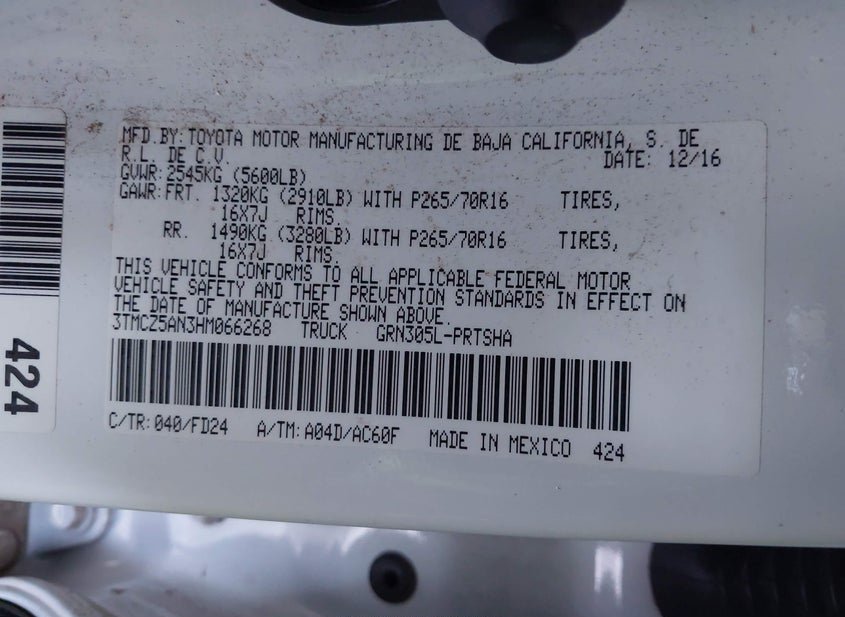 MFD.BY:TOYOTA MOTOR MANUFACTURING DE BAJA CALIFORNIA, S. DE
R.L. DE C.V. DATE: 12/16
GVWR:2545KG (5600LB)
GAWR:FRT. 1320KG (2910LB) WITH P265/70R16 TIRES,
16X7J RIMS,
RR. 1490KG (3280LB) WITH P265/70R16 TIRES,
16X7J RIMS.
THIS VEHICLE CONFORMS TO ALL APPLICABLE FEDERAL MOTOR
VEHICLE SAFETY AND THEFT PREVENTION STANDARDS IN EFFECT ON
THE DATE OF MANUFACTURE SHOWN ABOVE.
3TMCZ5AN3HM066268 TRUCK GRN305L-PRTSHA
C/TR:040/FD24 A/TM:A04D/AC60F MADE IN MEXICO 424
424